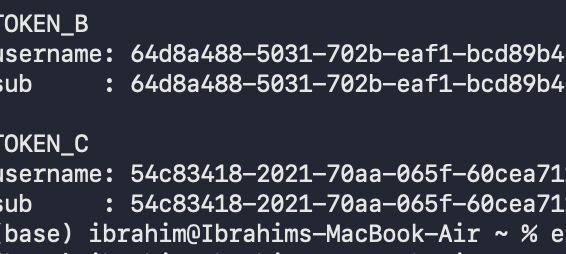 TOKEN_B
username: 64d8a488-5031-702b-eaf1-bcd89b4
sub : 64d8a488-5031-702b-eaf1-bcd89b4
TOKEN_C
username: 54c83418-2021-70aa-065f-60cea71
sub : 54c83418-2021-70aa-065f-60cea71
(base) ibrahim@Ibrahims-MacBook-Air ~ % e